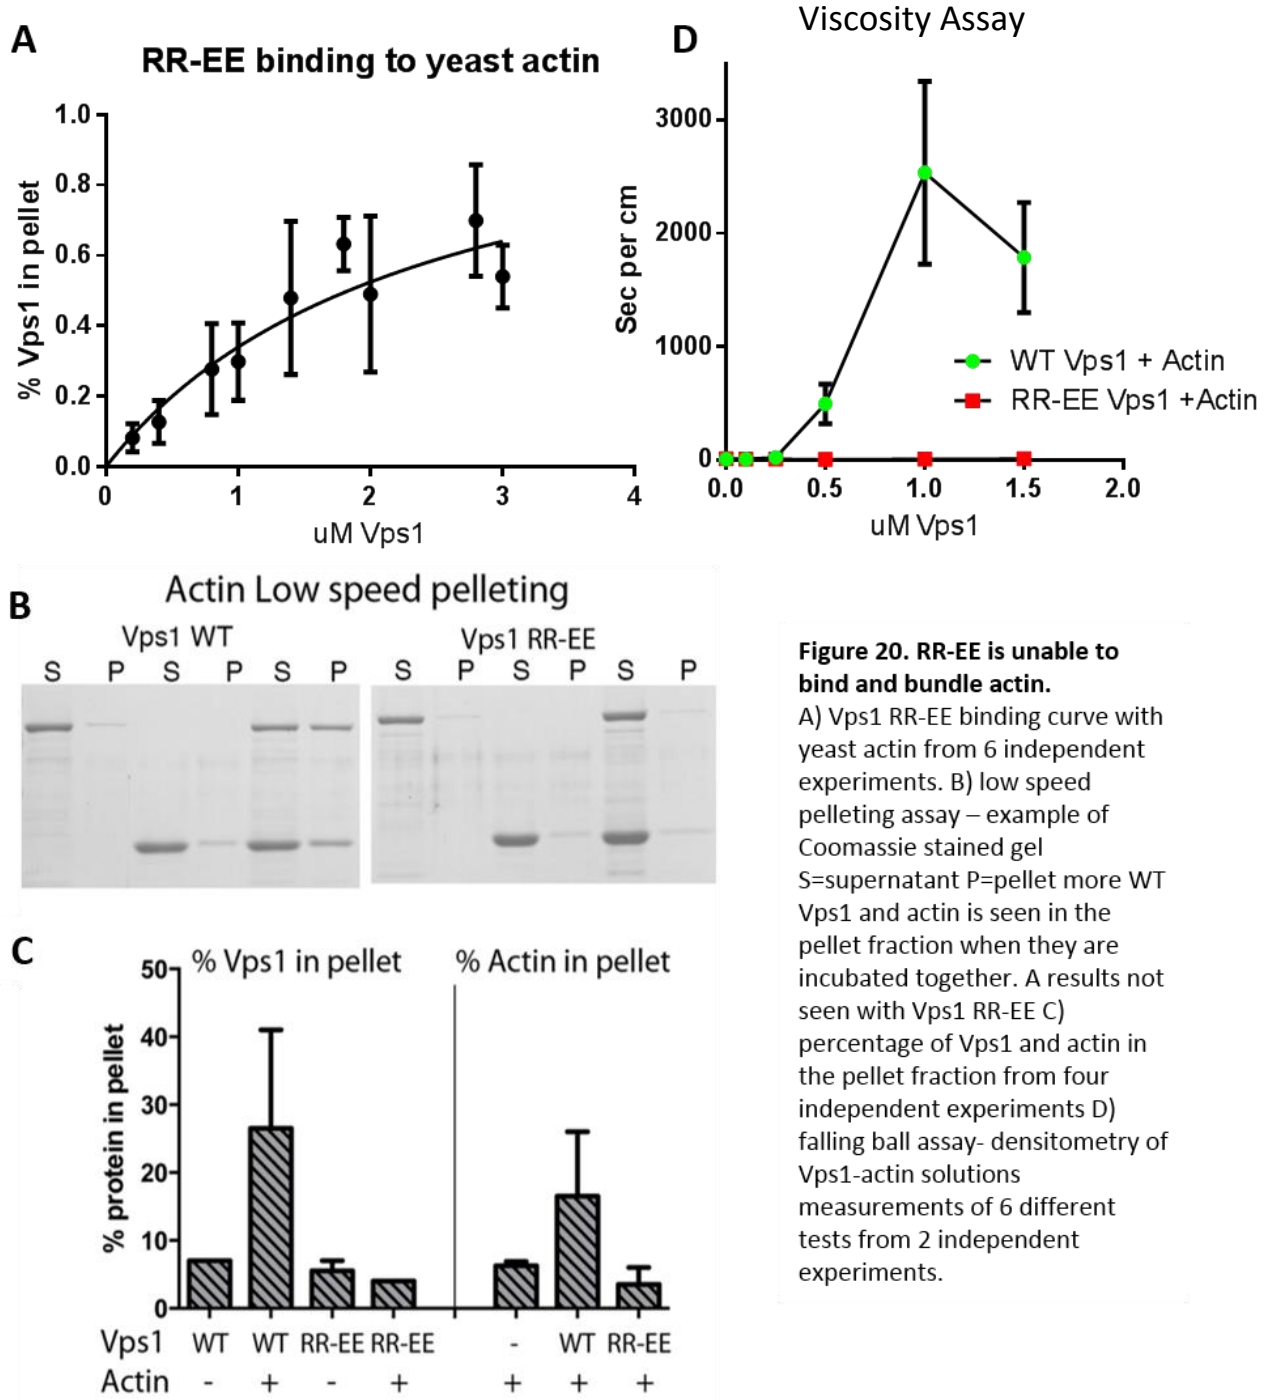 A
RR-EE binding to yeast actin
% Vps1 in pellet
1.0
0.8
0.6
0.4
0.2
0.0
0 1 2 3 4
uM Vps1
D
Viscosity Assay
Sec per cm
3000
2000
1000
0
WT Vps1 + Actin
RR-EE Vps1 +Actin
0.0 0.5 1.0 1.5 2.0
uM Vps1
B
Actin Low speed pelleting
Vps1 WT Vps1 RR-EE
S P S P S P S P S P S P
C
% Vps1 in pellet % Actin in pellet
% protein in pellet
50
40
30
20
10
0
Vps1 WT WT RR-EE RR-EE - WT RR-EE
Actin - + - + + + +
Figure 20. RR-EE is unable to
bind and bundle actin.
A) Vps1 RR-EE binding curve with
yeast actin from 6 independent
experiments. B) low speed
pelleting assay – example of
Coomassie stained gel
S=supernatant P=pellet more WT
Vps1 and actin is seen in the
pellet fraction when they are
incubated together. A results not
seen with Vps1 RR-EE C)
percentage of Vps1 and actin in
the pellet fraction from four
independent experiments D)
falling ball assay- densitometry of
Vps1-actin solutions
measurements of 6 different
tests from 2 independent
experiments.